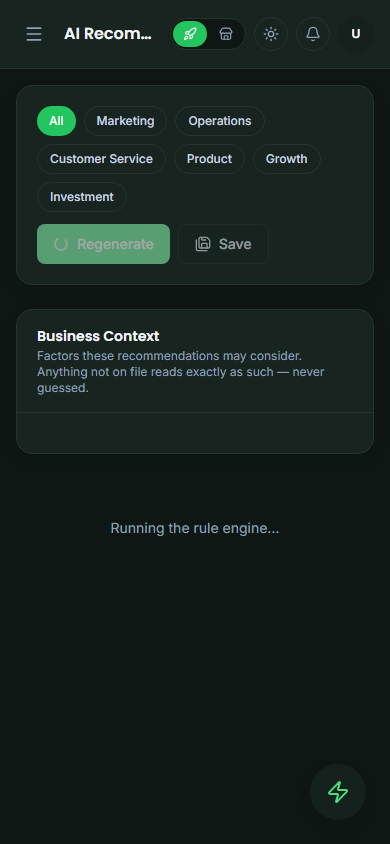 AI Recom...
U
All
Marketing
Operations
Customer Service
Product
Growth
Investment
Regenerate
Save
Business Context
Factors these recommendations may consider.
Anything not on file reads exactly as such — never
guessed.
Running the rule engine...